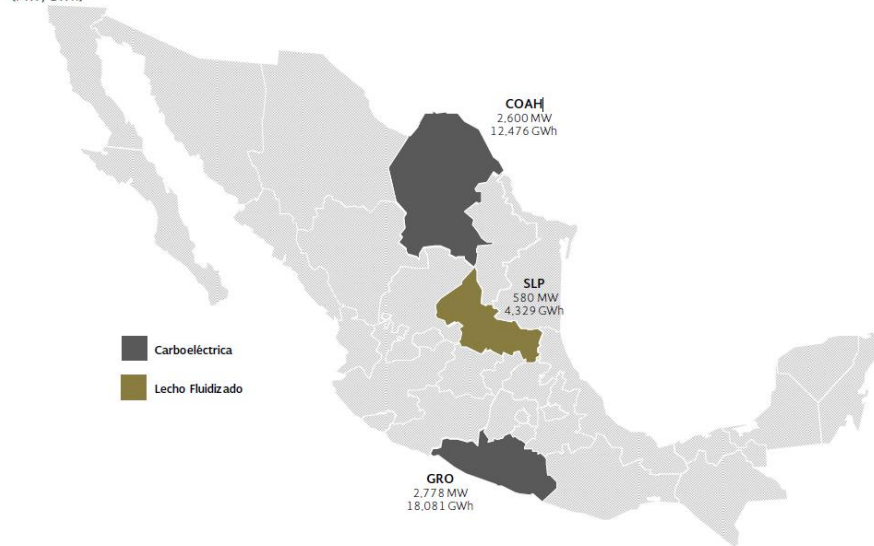 COAH
2,600 MW
12,476 GWh
SLP
580 MW
4,329 GWh
Carboeléctrica
Lecho Fluidizado
GRO
2,778 MW
18,081 GWh